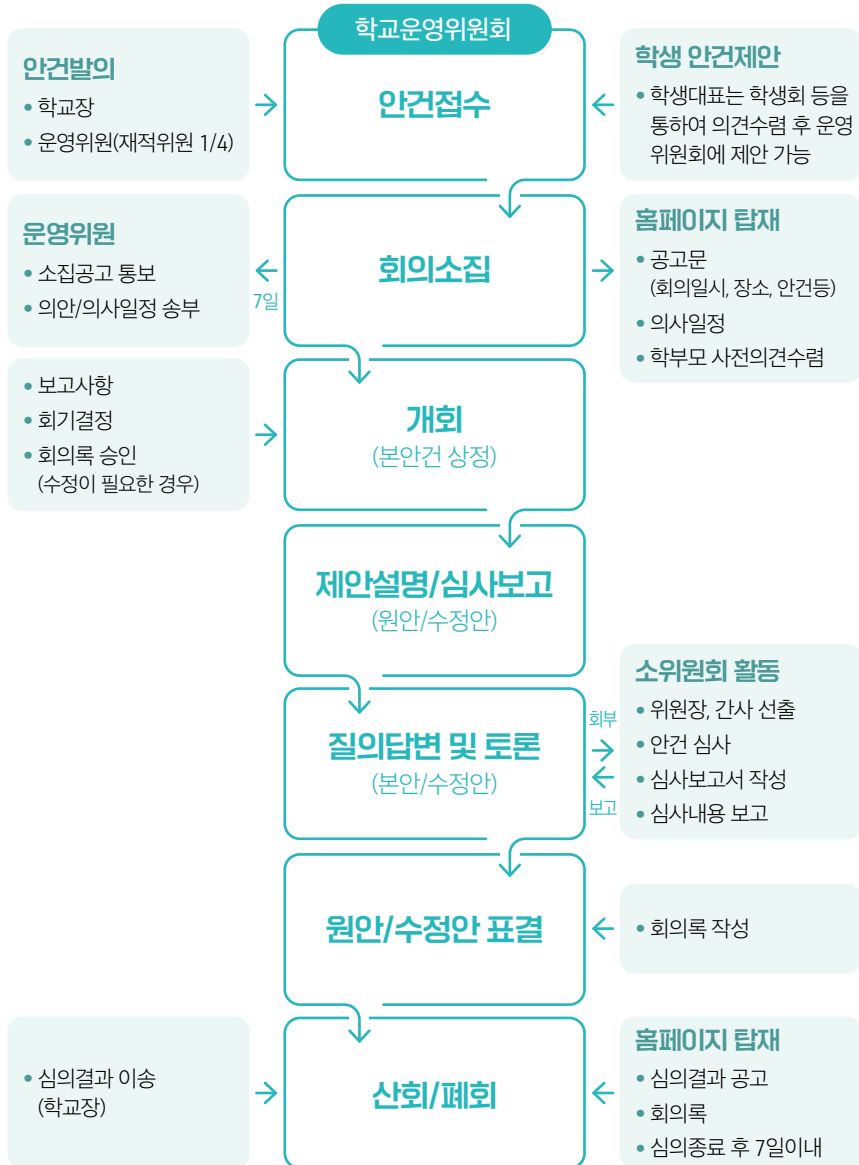 학교운영위원회
안건발의
• 학교장
• 운영위원(재적위원 1/4)
안건접수
학생 안건제안
• 학생대표는 학생회 등을
통하여 의견수렴 후 운영
위원회에 제안 가능
운영위원
• 소집공고 통보
• 의안/의사일정 송부
7일
회의소집
홈페이지 탑재
• 공고문
(회의일시, 장소, 안건등)
• 의사일정
• 학부모 사전의견수렴
• 보고사항
• 회기결정
• 회의록 승인
(수정이 필요한 경우)
개회
(본안건 상정)
제안설명/심사보고
(원안/수정안)
질의답변 및 토론
(본안/수정안)
회부
보고
소위원회 활동
• 위원장, 간사 선출
• 안건 심사
• 심사보고서 작성
• 심사내용 보고
원안/수정안 표결
• 회의록 작성
• 심의결과 이송
(학교장)
산회/폐회
홈페이지 탑재
• 심의결과 공고
• 회의록
• 심의종료 후 7일이내